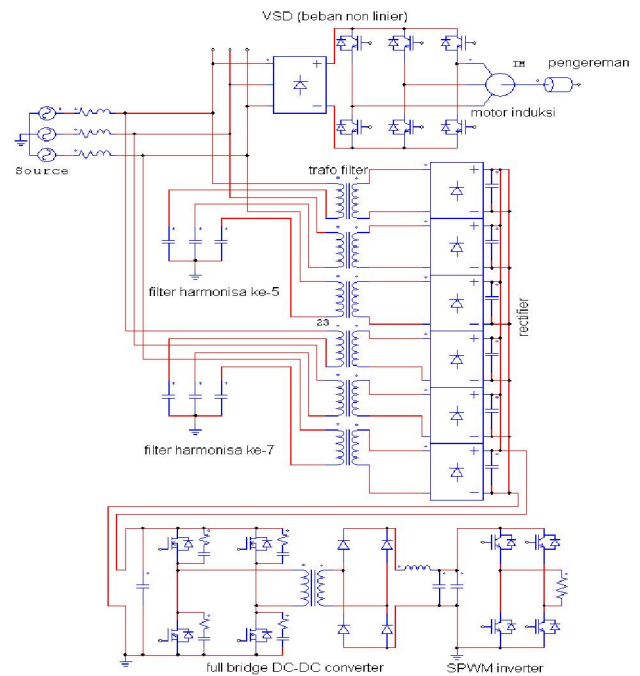 VSD (beban non linier)
IM
pengereman
motor induksi
Source
trafo filter
filter harmonisa ke-5
23
rectifier
filter harmonisa ke-7
full bridge DC-DC converter
SPWM inverter